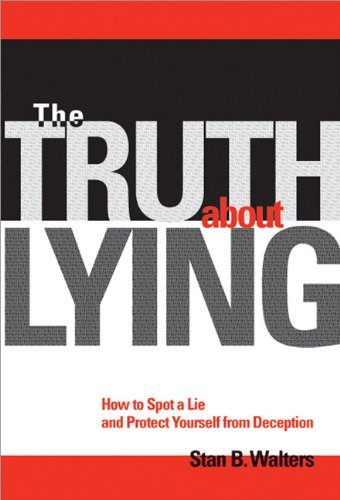 The
TRUTH
about
LYING
How to Spot a Lie
and Protect Yourself from Deception
Stan B. Walters